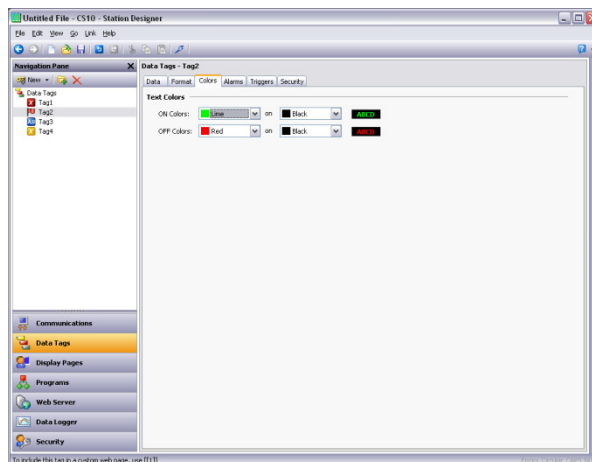 Untitled File - CS10 - Station Designer
File Edit View Go Link Help
Navigation Pane
New
Data Tags
Tag1
Tag2
Tag3
Tag4
Communications
Data Tags
Display Pages
Programs
Web Server
Data Logger
Security
Data Tags - Tag2
Data Format Colors Alarms Triggers Security
Text Colors
ON Colors: Lime on Black ABCD
OFF Colors: Red on Black ABCD
To include this tag in a custom web page, use [[1]]